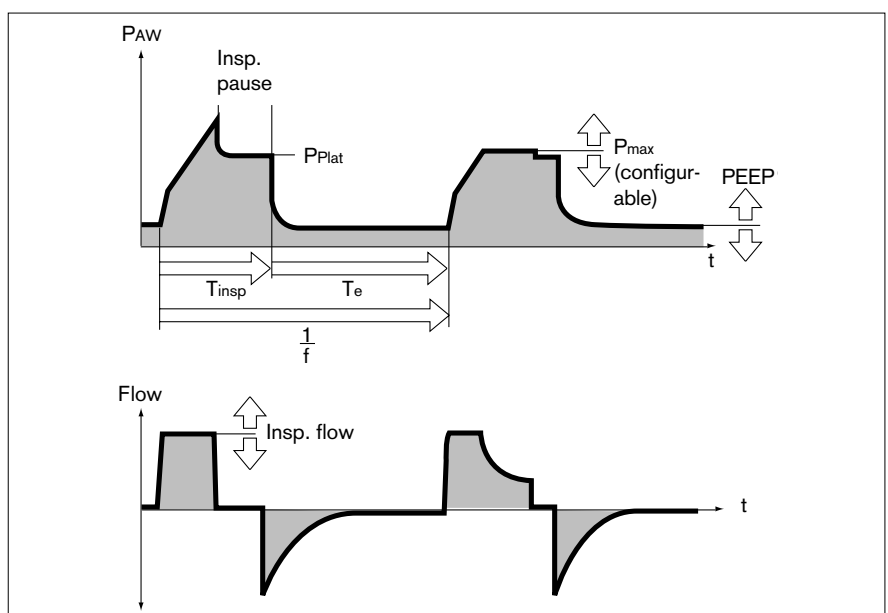 PAW
Insp.
pause
PPlat
Pmax
(configur-
able)
PEEP
t
Tinsp
Te
1
f
Flow
Insp. flow
t